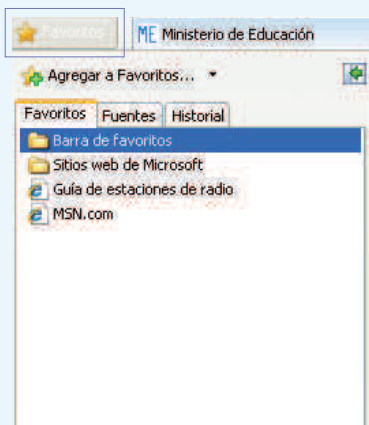 Favoritos ME Ministerio de Educación
Agregar a Favoritos...
Favoritos Fuentes Historial
Barra de favoritos
Sitios web de Microsoft
Guía de estaciones de radio
MSN.com